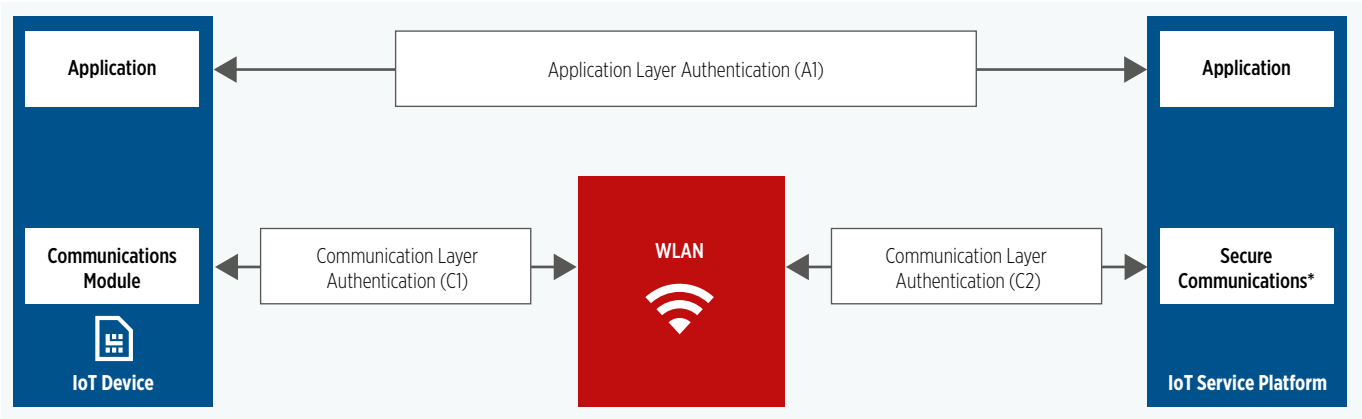 Application
Application Layer Authentication (A1)
Application
Communications
Module
Communication Layer
Authentication (C1)
WLAN
Communication Layer
Authentication (C2)
Secure
Communications*
IoT Device
IoT Service Platform